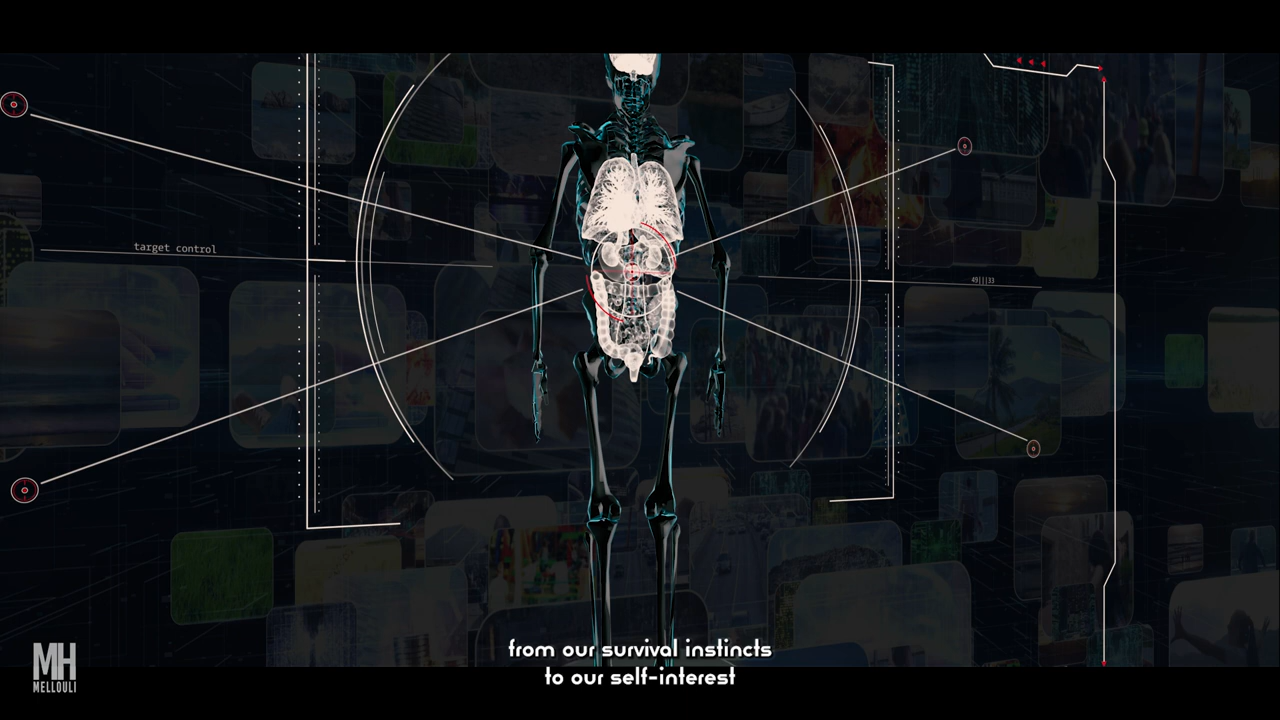 target control
49|||33
from our survival instincts
to our self-interest
MH
MELLOULI